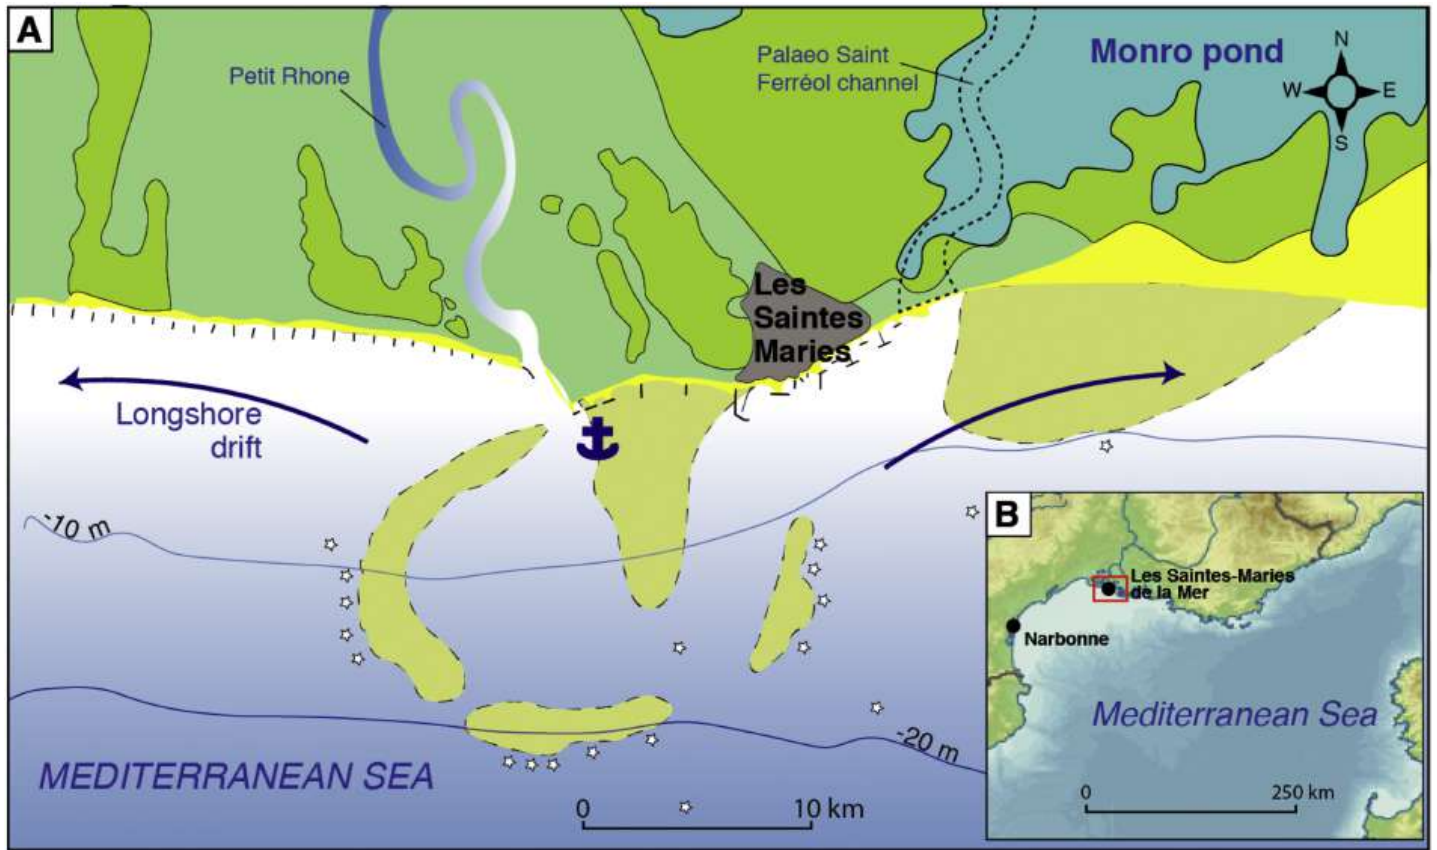 A
Petit Rhone
Palaeo Saint
Ferréol channel
Monro pond
N
W
E
S
Les
Saintes
Maries
Longshore
drift
-10 m
-20 m
MEDITERRANEAN SEA
0
10 km
B
Les Saintes-Maries
de la Mer
Narbonne
Mediterranean Sea
0
250 km